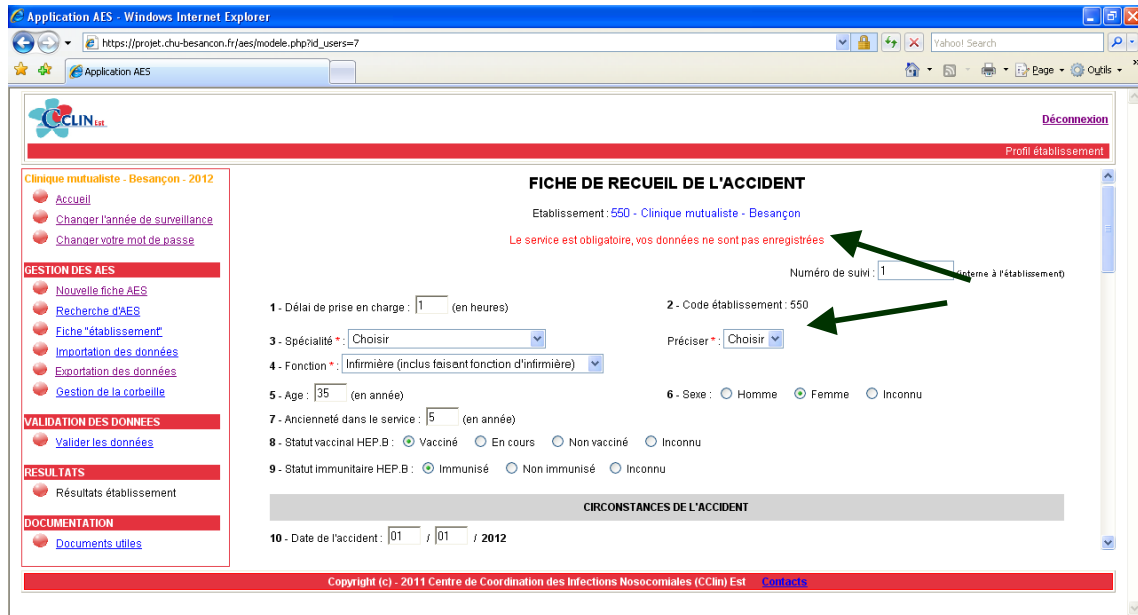 Application AES - Windows Internet Explorer
https://projet.chu-besancon.fr/aes/modele.php?id_users=7
Yahoo! Search
Application AES
Page
Outils
CCLIN Est
Déconnexion
Profil établissement
Clinique mutualiste - Besançon - 2012
Accueil
Changer l'année de surveillance
Changer votre mot de passe
GESTION DES AES
Nouvelle fiche AES
Recherche d'AES
Fiche "établissement"
Importation des données
Exportation des données
Gestion de la corbeille
VALIDATION DES DONNEES
Valider les données
RESULTATS
Résultats établissement
DOCUMENTATION
Documents utiles
FICHE DE RECUEIL DE L'ACCIDENT
Etablissement : 550 - Clinique mutualiste - Besançon
Le service est obligatoire, vos données ne sont pas enregistrées
Numéro de suivi : 1 (interne à l'établissement)
1 - Délai de prise en charge : 1 (en heures)
2 - Code établissement : 550
3 - Spécialité * : Choisir
Préciser * : Choisir
4 - Fonction * : Infirmière (inclus faisant fonction d'infirmière)
5 - Age : 35 (en année)
6 - Sexe : Homme Femme Inconnu
7 - Ancienneté dans le service : 5 (en année)
8 - Statut vaccinal HEP.B : Vacciné En cours Non vacciné Inconnu
9 - Statut immunitaire HEP.B : Immunisé Non immunisé Inconnu
CIRCONSTANCES DE L'ACCIDENT
10 - Date de l'accident : 01 / 01 / 2012
Copyright (c) - 2011 Centre de Coordination des Infections Nosocomiales (CClin) Est Contacts